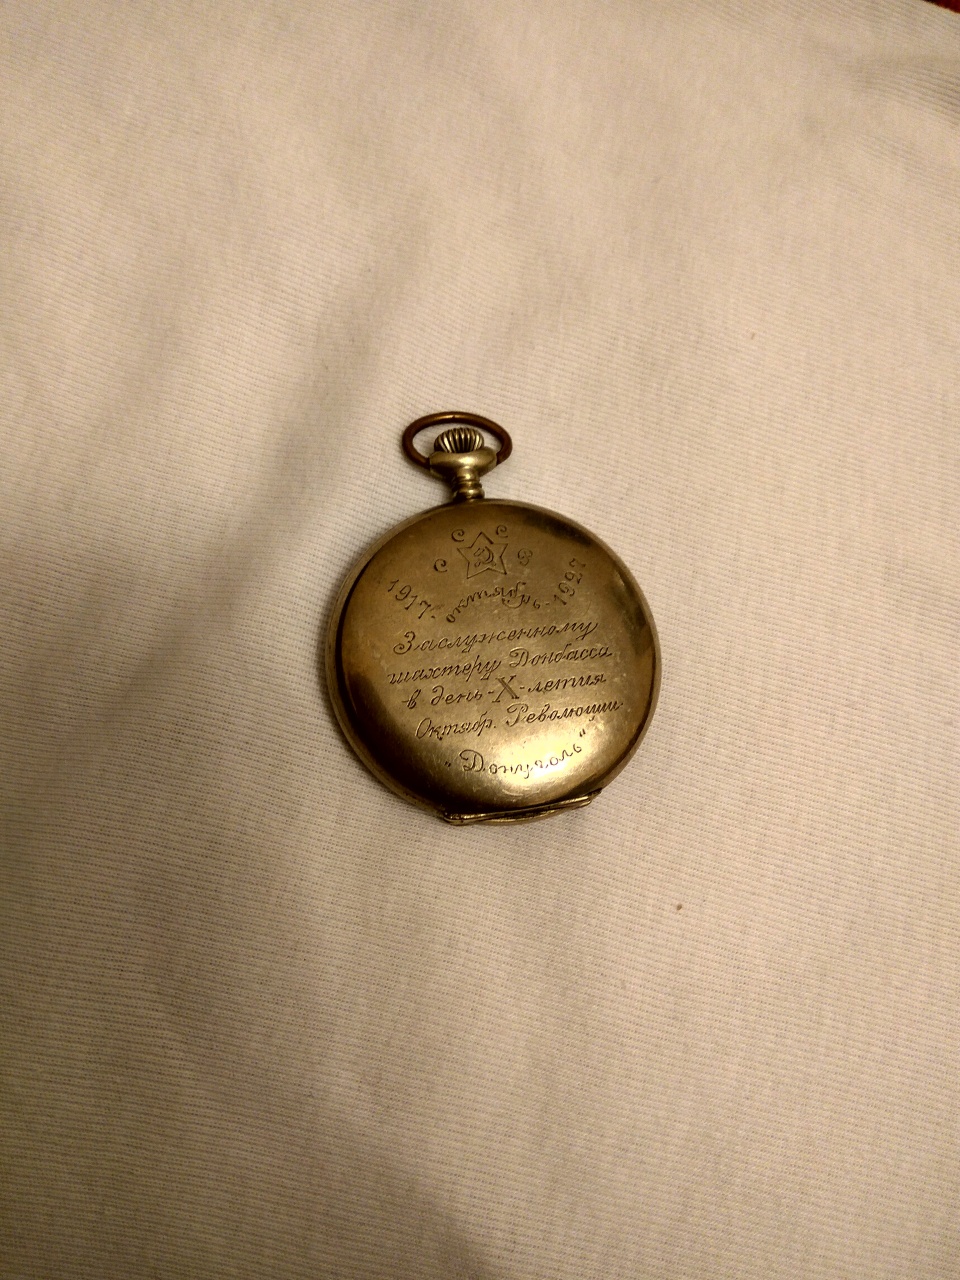 С С С Р
1917-октябрь-1927
Заслуженному
шахтеру Донбасса
в день-X-летия
Октябр. Революции
„Донуголь"